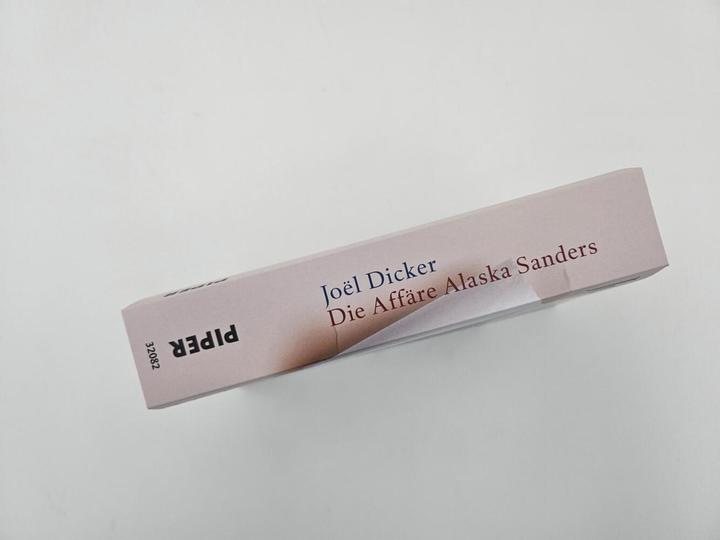 Joël Dicker
Die Affäre Alaska Sanders
PIPER
32082